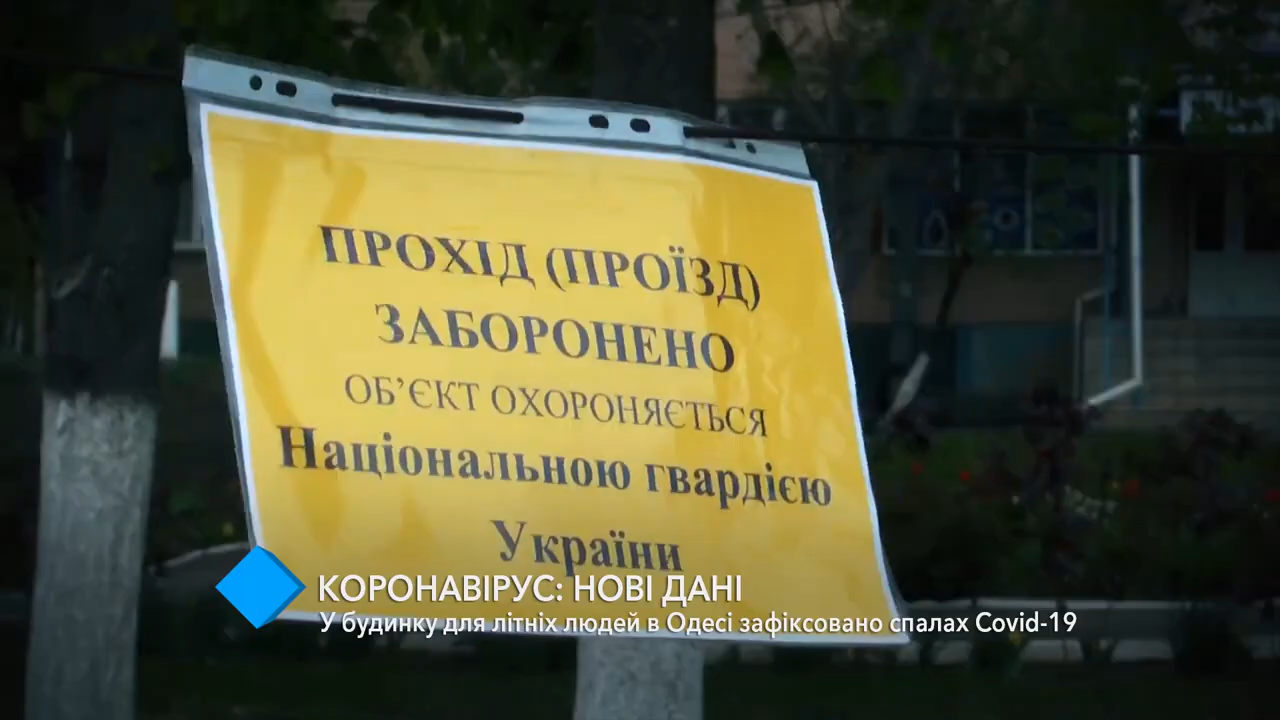 ПРОХІД (ПРОЇЗД)
ЗАБОРОНЕНО
ОБ’ЄКТ ОХОРОНЯЄТЬСЯ
Національною гвардією
України
КОРОНАВІРУС: НОВІ ДАНІ
У будинку для літніх людей в Одесі зафіксовано спалах Covid-19